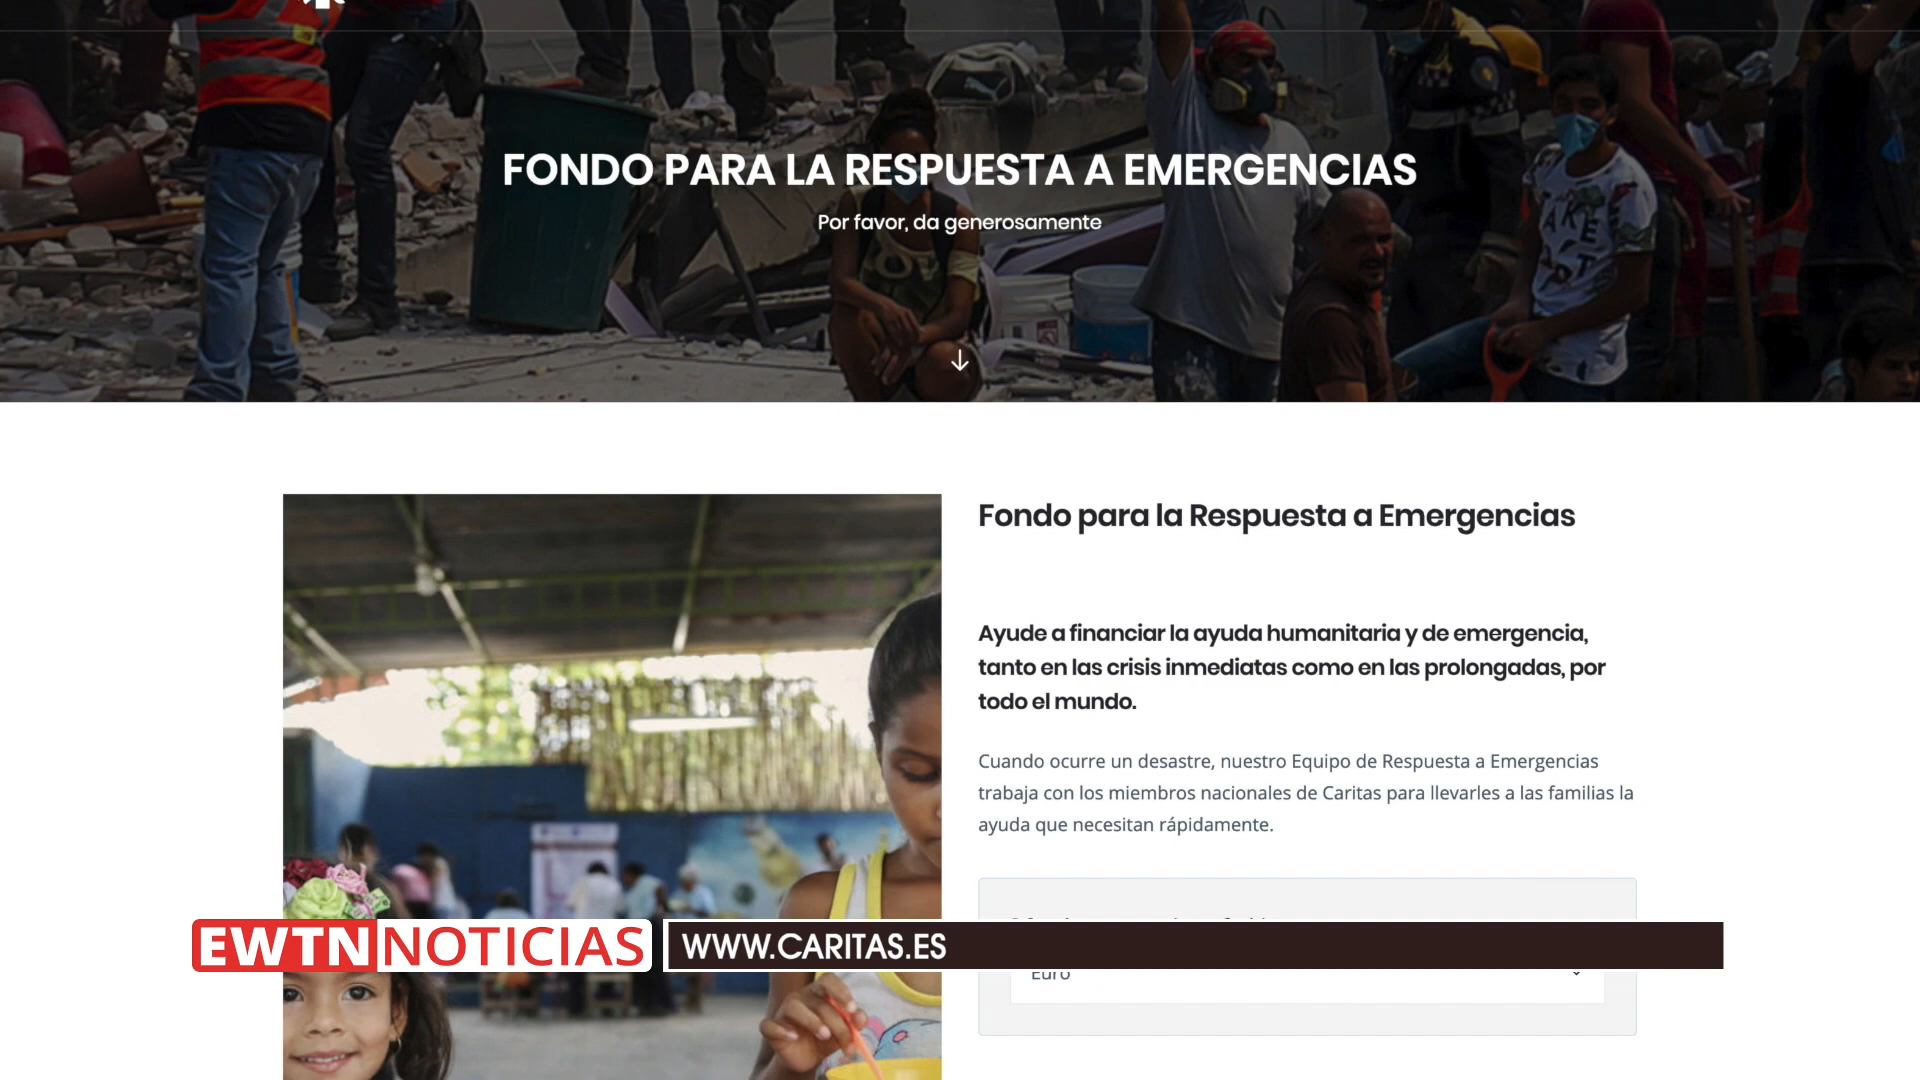 FONDO PARA LA RESPUESTA A EMERGENCIAS
Por favor, da generosamente
Fondo para la Respuesta a Emergencias
Ayude a financiar la ayuda humanitaria y de emergencia,
tanto en las crisis inmediatas como en las prolongadas, por
todo el mundo.
Cuando ocurre un desastre, nuestro Equipo de Respuesta a Emergencias
trabaja con los miembros nacionales de Caritas para llevarles a las familias la
ayuda que necesitan rápidamente.
EWTN NOTICIAS
WWW.CARITAS.ES
Euro